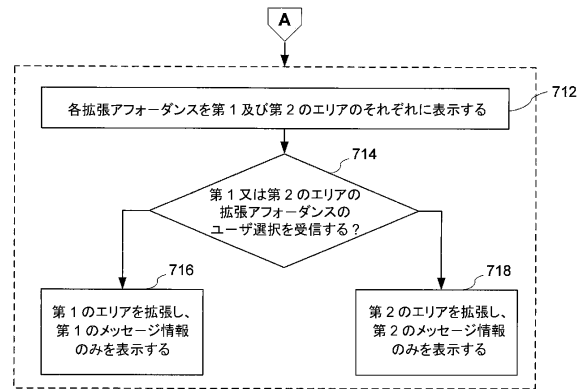 A
各拡張アフォーダンスを第1及び第2のエリアのそれぞれに表示する
712
714
第1又は第2のエリアの
拡張アフォーダンスの
ユーザ選択を受信する?
716
第1のエリアを拡張し、
第1のメッセージ情報
のみを表示する
718
第2のエリアを拡張し、
第2のメッセージ情報
のみを表示する